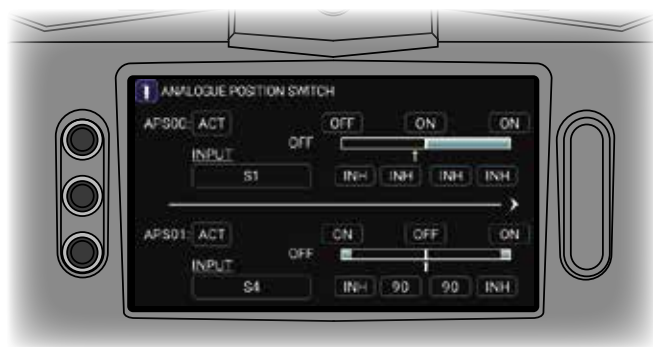 ANALOGUE POSITION SWITCH
APS00: ACT OFF ON ON
OFF
INPUT
S1 INH INH INH INH
APS01: ACT ON OFF ON
OFF
INPUT
S4 INH 90 90 INH